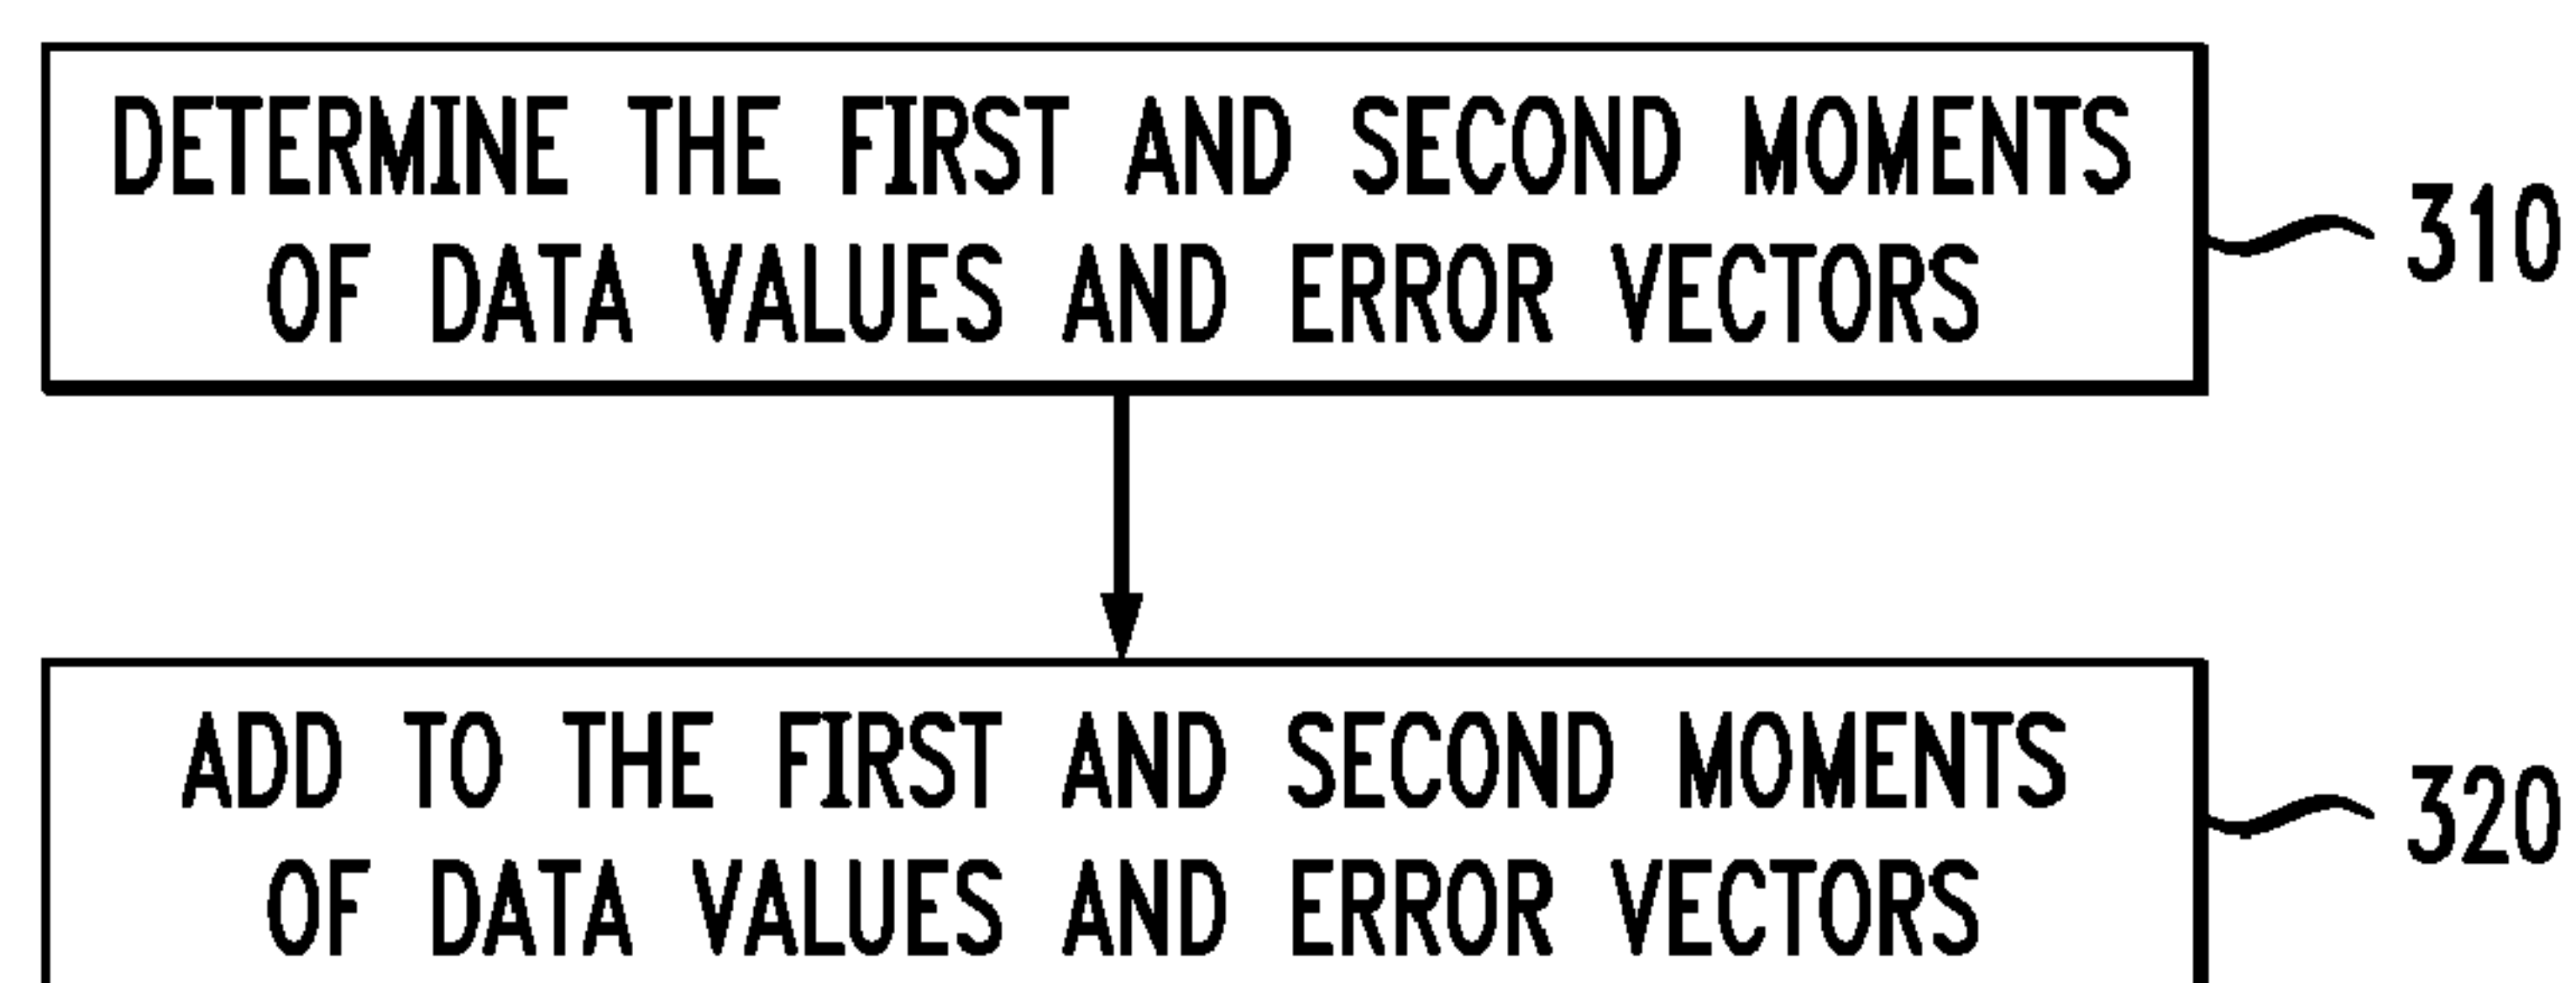 DETERMINE THE FIRST AND SECOND MOMENTS
OF DATA VALUES AND ERROR VECTORS
310
ADD TO THE FIRST AND SECOND MOMENTS
OF DATA VALUES AND ERROR VECTORS
320